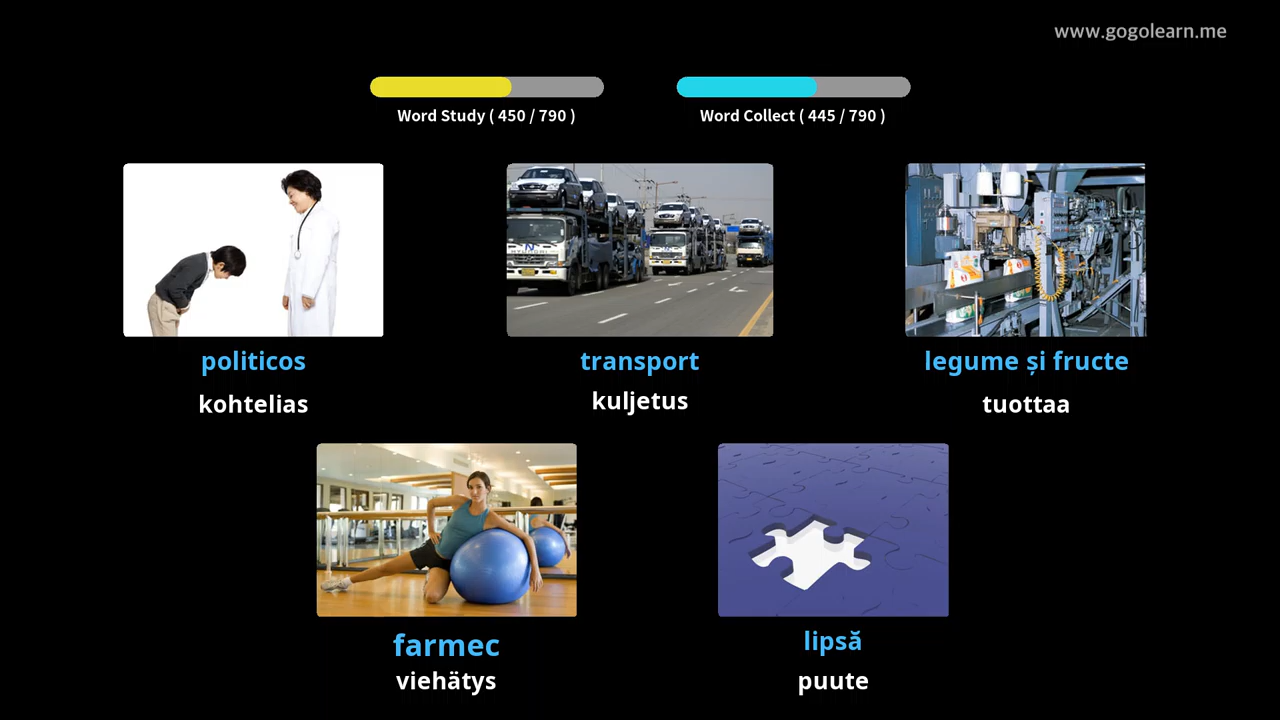 www.gogolearn.me
Word Study ( 450 / 790 )
Word Collect ( 445 / 790 )
politicos
transport
legume și fructe
kohtelias
kuljetus
tuottaa
farmec
lipsă
viehätys
puute